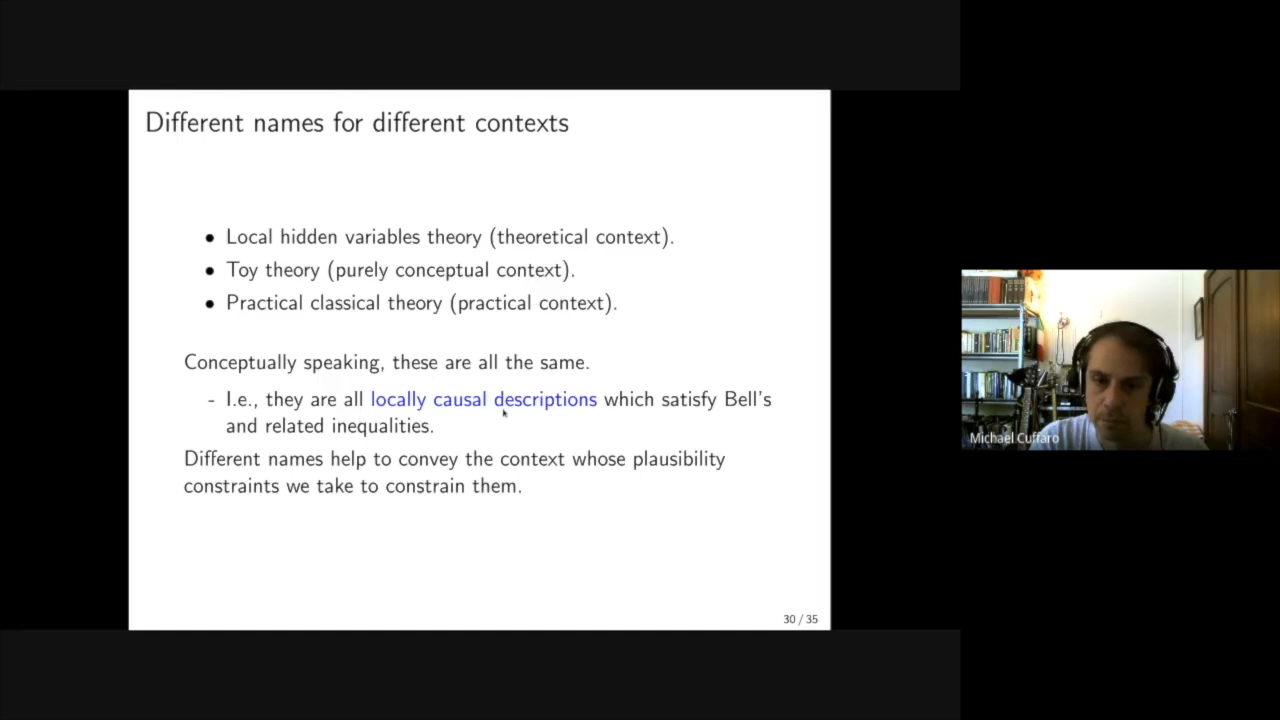 Different names for different contexts
• Local hidden variables theory (theoretical context).
• Toy theory (purely conceptual context).
• Practical classical theory (practical context).
Conceptually speaking, these are all the same.
- I.e., they are all locally causal descriptions which satisfy Bell's
and related inequalities.
Different names help to convey the context whose plausibility
constraints we take to constrain them.
30 / 35
Michael Cuffaro